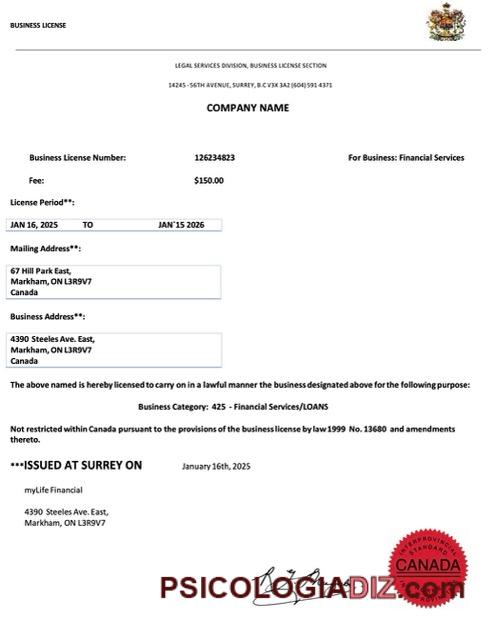 BUSINESS LICENSE
LEGAL SERVICES DIVISION, BUSINESS LICENSE SECTION
14245 - 56TH AVENUE, SURREY, B.C V3X 3A2 (604) 591 4371
COMPANY NAME
Business License Number: 126234823 For Business: Financial Services
Fee: $150.00
License Period**:
JAN 16, 2025 TO JAN`15 2026
Mailing Address**:
67 Hill Park East,
Markham, ON L3R9V7
Canada
Business Address**:
4390 Steeles Ave. East,
Markham, ON L3R9V7
Canada
The above named is hereby licensed to carry on in a lawful manner the business designated above for the following purpose:
Business Category: 425 - Financial Services/LOANS
Not restricted within Canada pursuant to the provisions of the business license by law 1999 No. 13680 and amendments
thereto.
***ISSUED AT SURREY ON January 16th, 2025
myLife Financial
4390 Steeles Ave. East,
Markham, ON L3R9V7
INTERPROVINCIAL
STANDARD
CANADA
PSICOLOGIADIZ.com